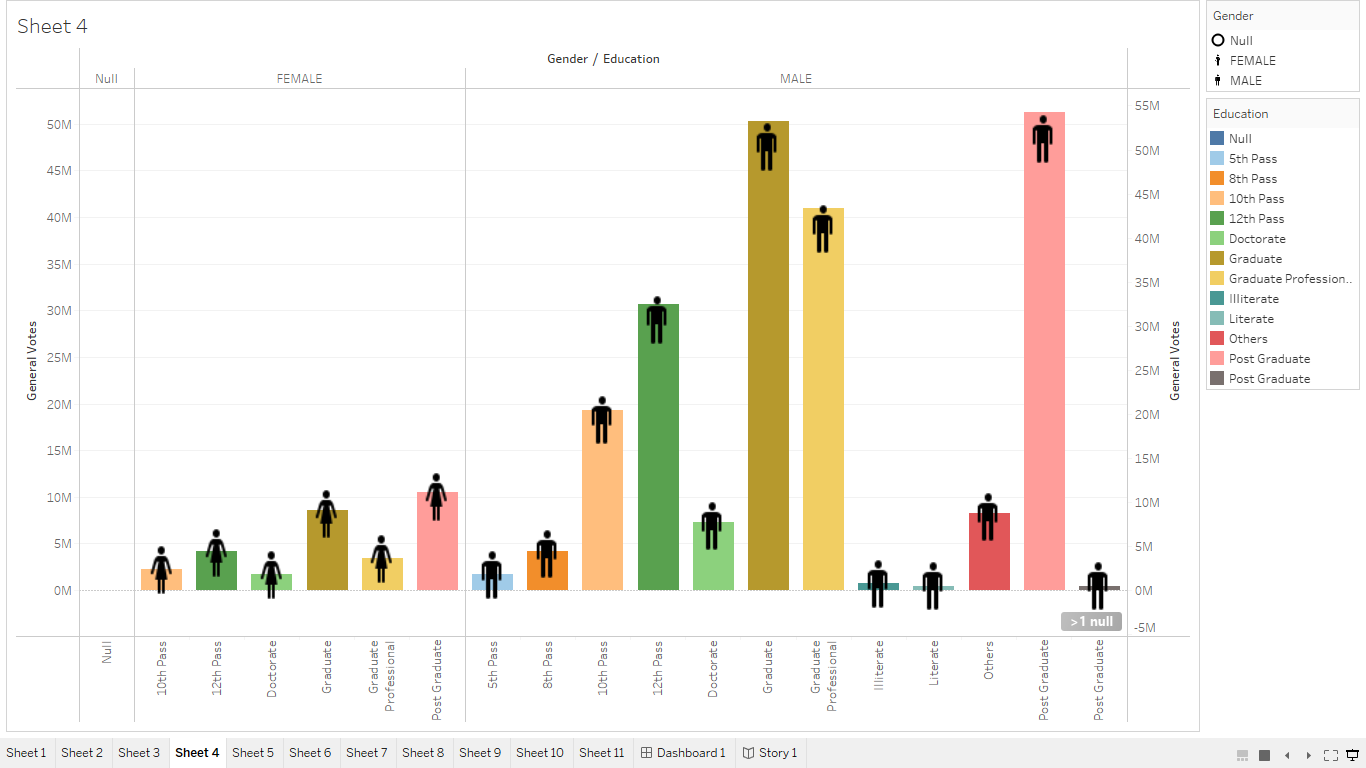 Sheet 4
Gender / Education
Null
FEMALE
MALE
General Votes
50M
45M
40M
35M
30M
25M
20M
15M
10M
5M
0M
55M
50M
45M
40M
35M
30M
25M
20M
15M
10M
5M
0M
-5M
General Votes
>1 null
Null
10th Pass
12th Pass
Doctorate
Graduate
Graduate
Professional
Post Graduate
5th Pass
8th Pass
10th Pass
12th Pass
Doctorate
Graduate
Graduate
Professional
Illiterate
Literate
Others
Post Graduate
Post Graduate
Gender
Null
FEMALE
MALE
Education
Null
5th Pass
8th Pass
10th Pass
12th Pass
Doctorate
Graduate
Graduate Profession..
Illiterate
Literate
Others
Post Graduate
Post Graduate
Sheet 1 Sheet 2 Sheet 3 Sheet 4 Sheet 5 Sheet 6 Sheet 7 Sheet 8 Sheet 9 Sheet 10 Sheet 11 Dashboard 1 Story 1